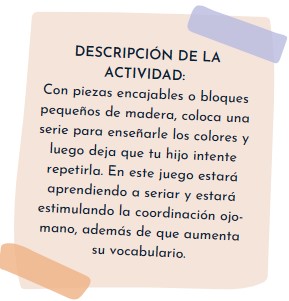 DESCRIPCIÓN DE LA
ACTIVIDAD:
Con piezas encajables o bloques
pequeños de madera, coloca una
serie para enseñarle los colores y
luego deja que tu hijo intente
repetirla. En este juego estará
aprendiendo a seriar y estará
estimulando la coordinación ojo-
mano, además de que aumenta
su vocabulario.